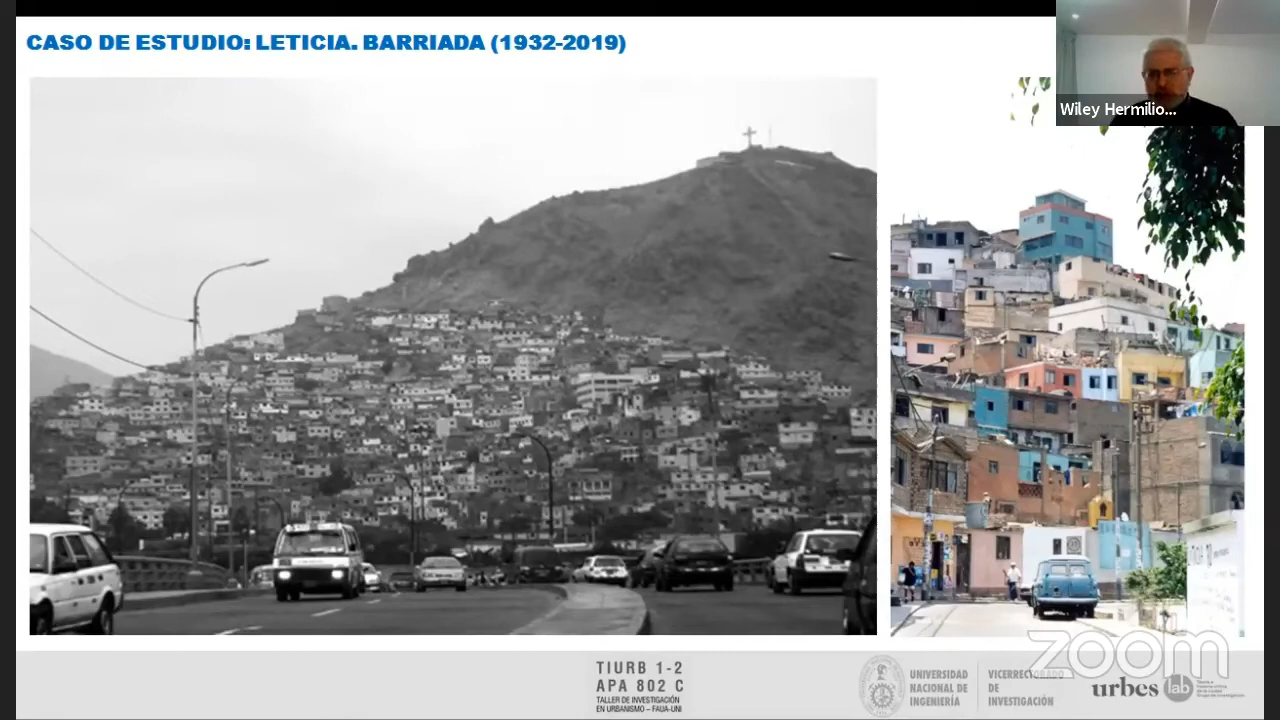 CASO DE ESTUDIO: LETICIA. BARRIADA (1932-2019)
Wiley Hermilio...
TIURB 1-2
APA 802 C
TALLER DE INVESTIGACIÓN
EN URBANISMO – FAUA-UNI
UNIVERSIDAD
NACIONAL DE
INGENIERÍA
VICERRECTORADO
DE
INVESTIGACIÓN
urbes lab
zoom